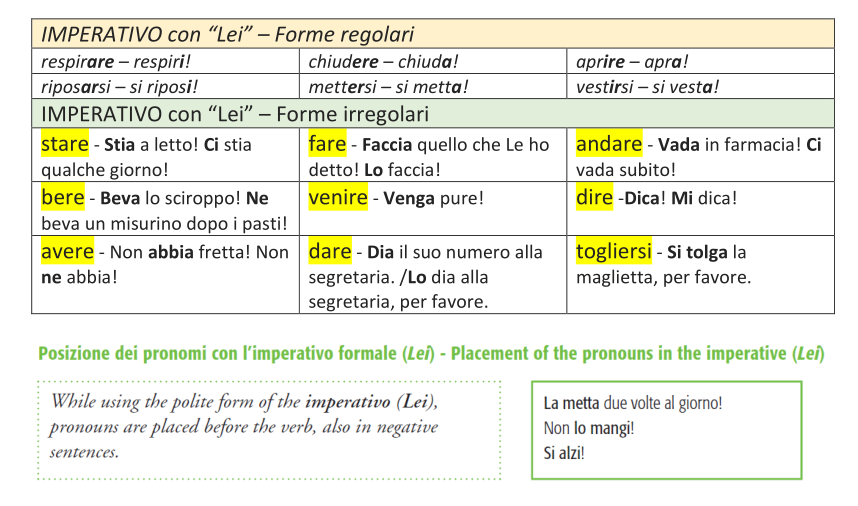 IMPERATIVO con “Lei” – Forme regolari
respirare – respiri!
chiudere – chiuda!
aprire – apra!
riposarsi – si riposi!
mettersi – si metta!
vestirsi – si vesta!
IMPERATIVO con “Lei” – Forme irregolari
stare - Stia a letto! Ci stia
qualche giorno!
fare - Faccia quello che Le ho
detto! Lo faccia!
andare - Vada in farmacia! Ci
vada subito!
bere - Beva lo sciroppo! Ne
beva un misurino dopo i pasti!
venire - Venga pure!
dire -Dica! Mi dica!
avere - Non abbia fretta! Non
ne abbia!
dare - Dia il suo numero alla
segretaria. /Lo dia alla
segretaria, per favore.
togliersi - Si tolga la
maglietta, per favore.
Posizione dei pronomi con l’imperativo formale (Lei) - Placement of the pronouns in the imperative (Lei)
While using the polite form of the imperativo (Lei),
pronouns are placed before the verb, also in negative
sentences.
La metta due volte al giorno!
Non lo mangi!
Si alzi!